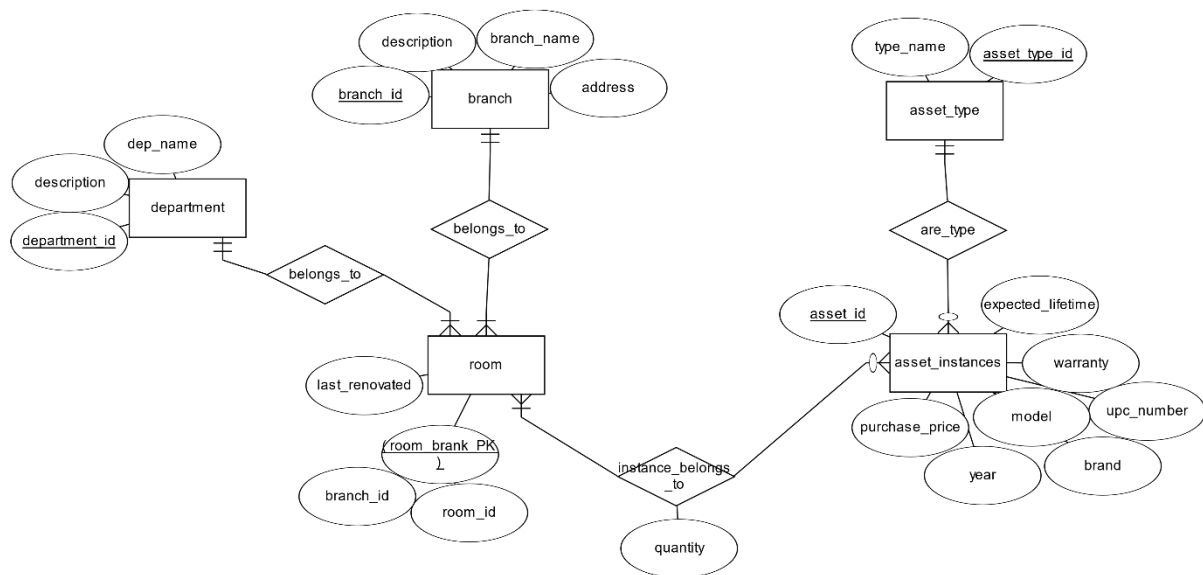 description
branch_name
branch_id
address
branch
type_name
asset_type_id
asset_type
dep_name
description
department
department_id
belongs_to
belongs_to
are_type
asset_id
expected_lifetime
room
asset_instances
last_renovated
warranty
purchase_price
model
upc_number
(room_brank_PK
)
year
brand
branch_id
room_id
instance_belongs
_to
quantity